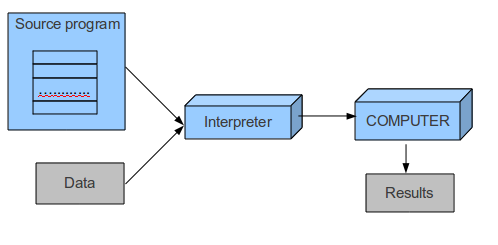 Source program
............
Interpreter
COMPUTER
Data
Results